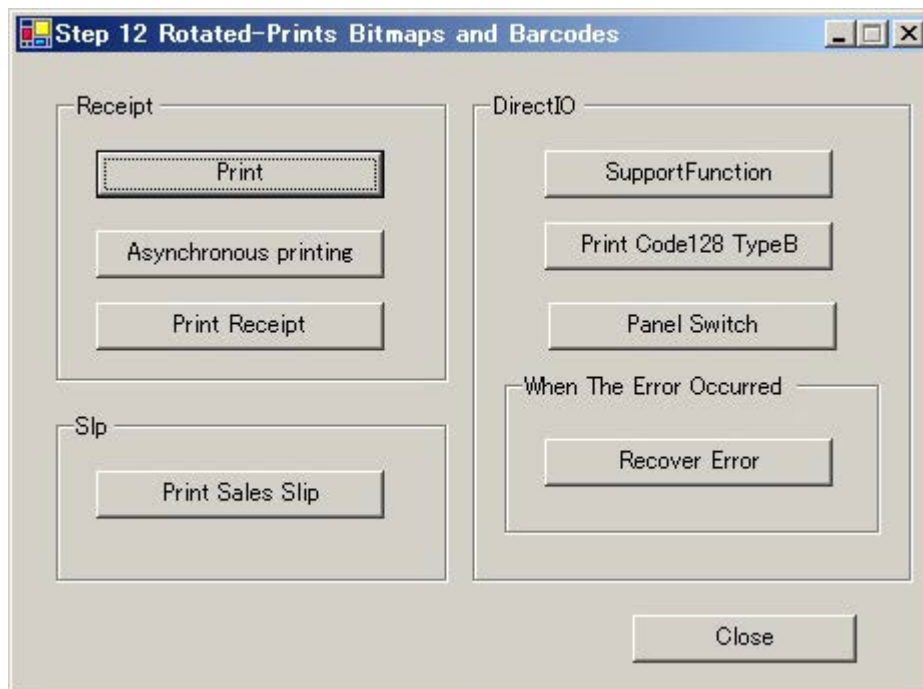 Step 12 Rotated-Prints Bitmaps and Barcodes
Receipt
Print
Asynchronous printing
Print Receipt
Slp
Print Sales Slip
DirectIO
SupportFunction
Print Code128 TypeB
Panel Switch
When The Error Occurred
Recover Error
Close